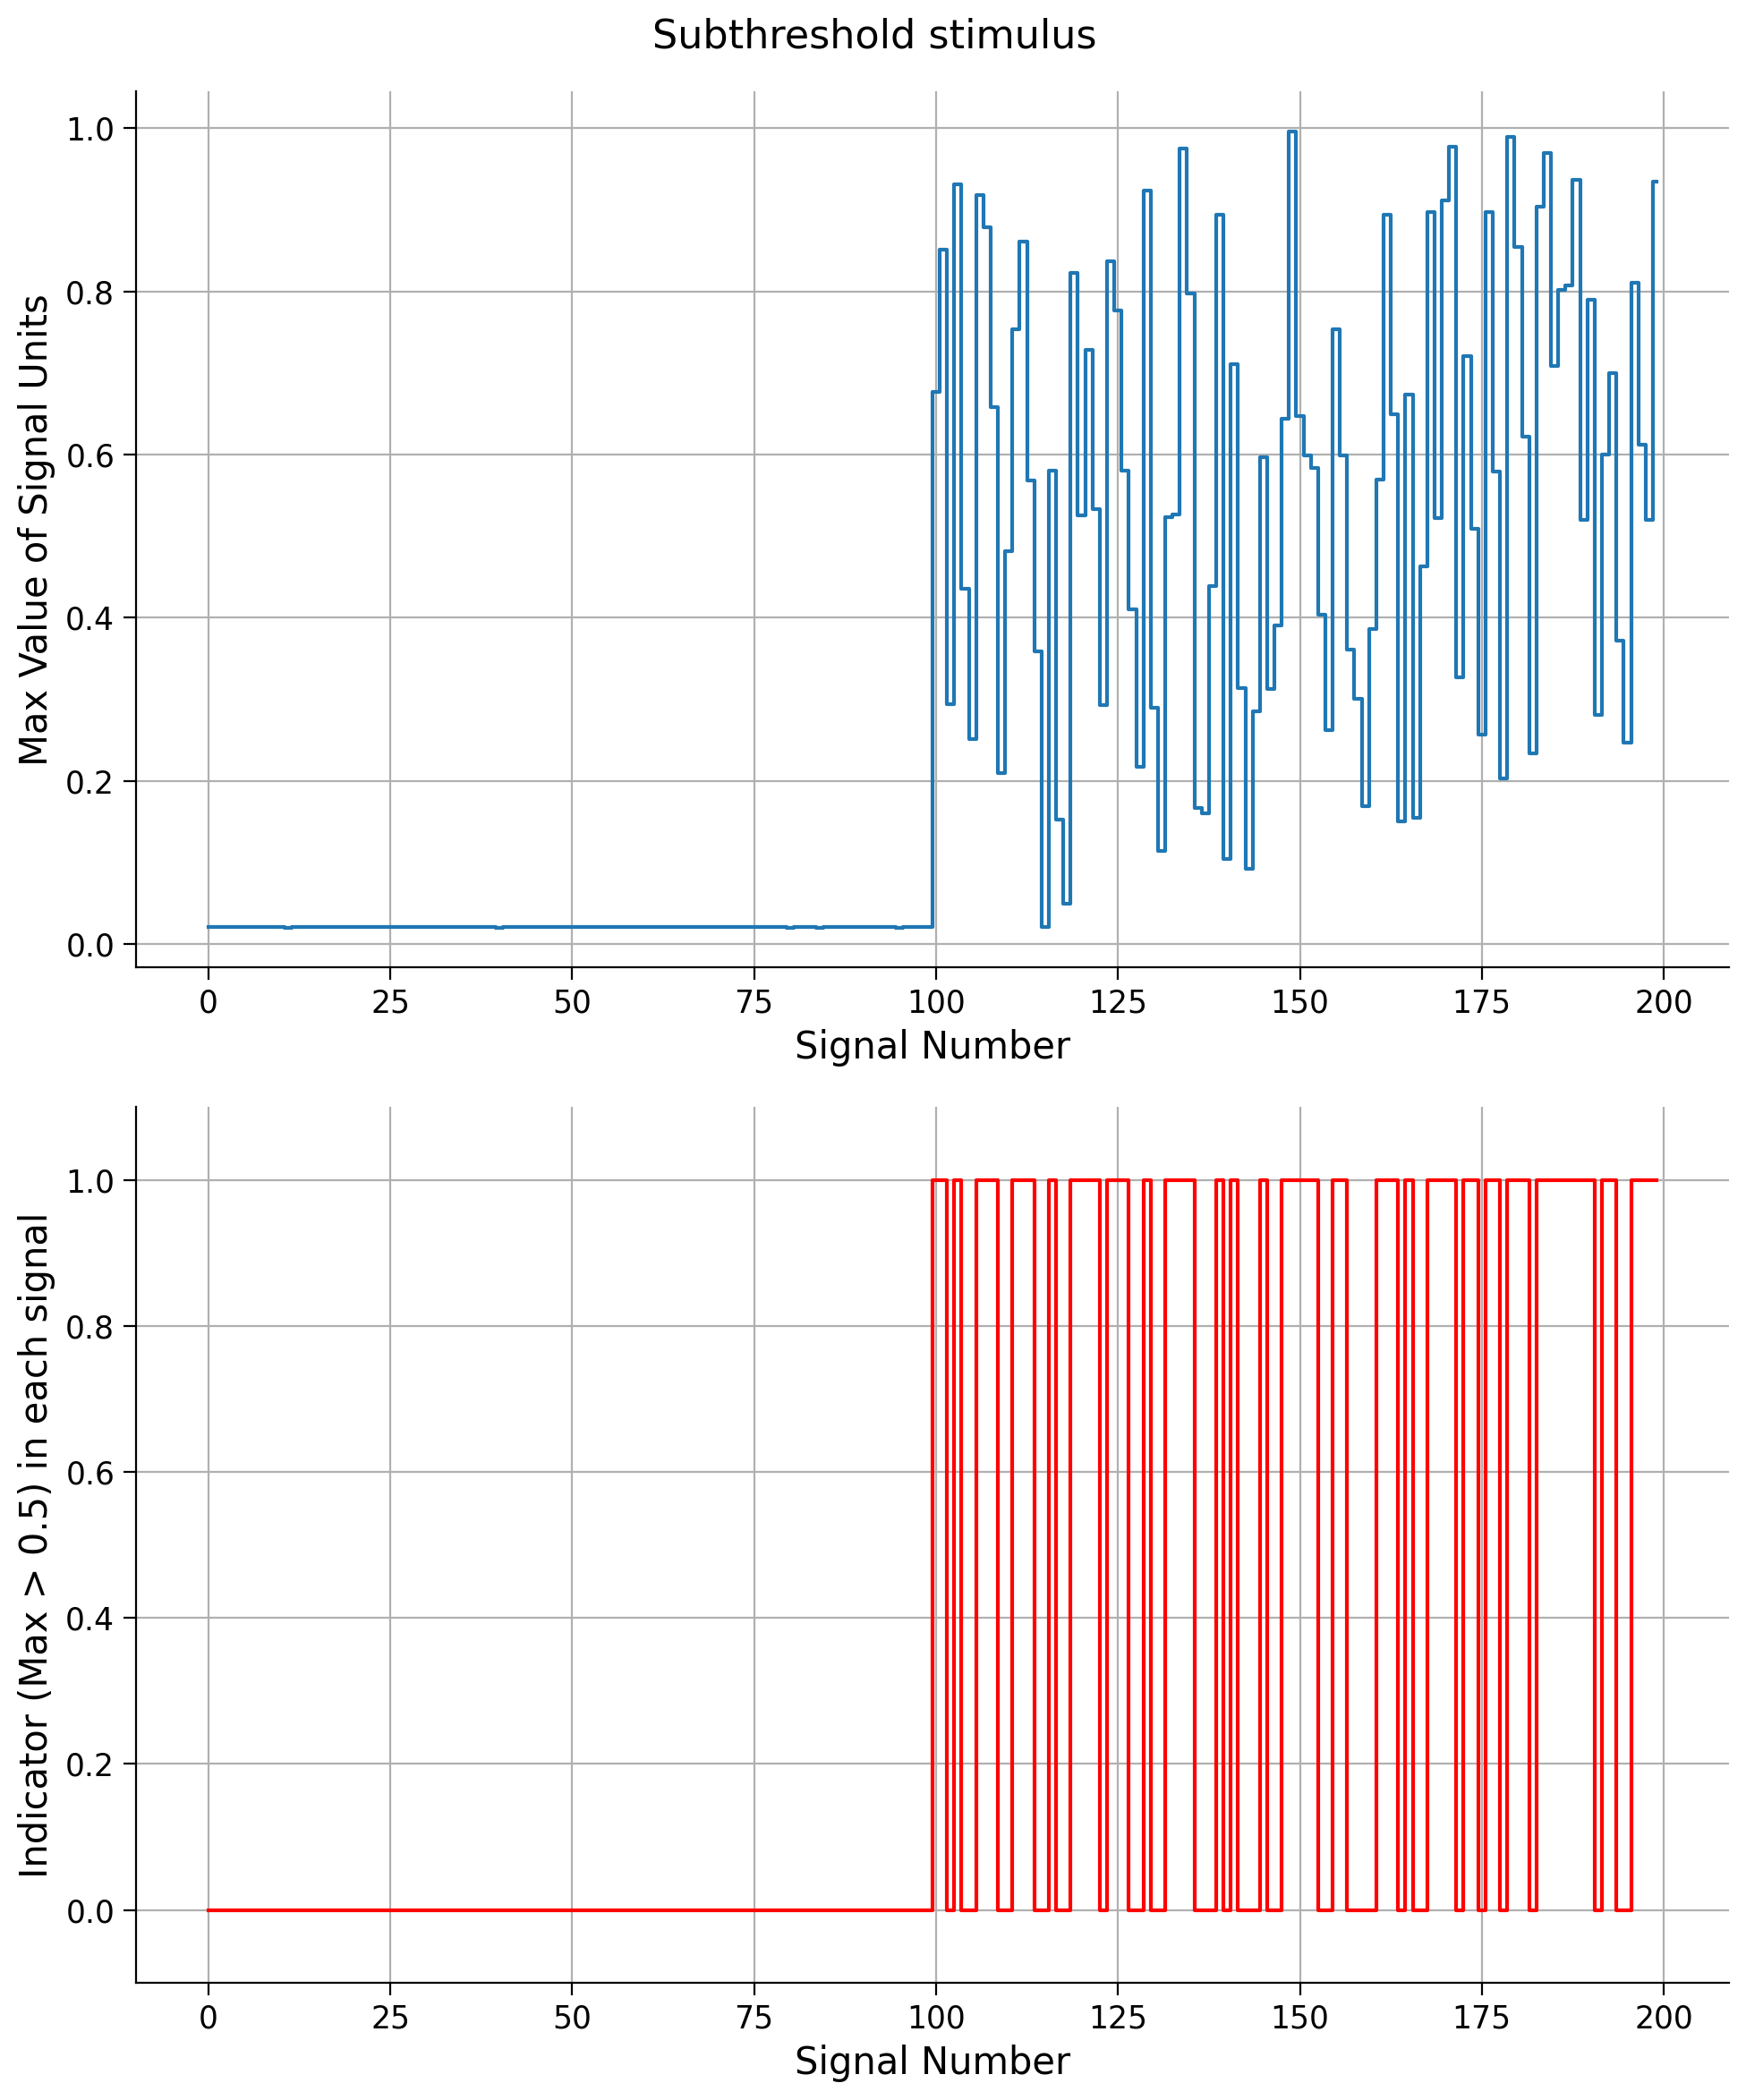 Subthreshold stimulus
Max Value of Signal Units
1.0
0.8
0.6
0.4
0.2
0.0
0 25 50 75 100 125 150 175 200
Signal Number
Indicator (Max > 0.5) in each signal
1.0
0.8
0.6
0.4
0.2
0.0
0 25 50 75 100 125 150 175 200
Signal Number